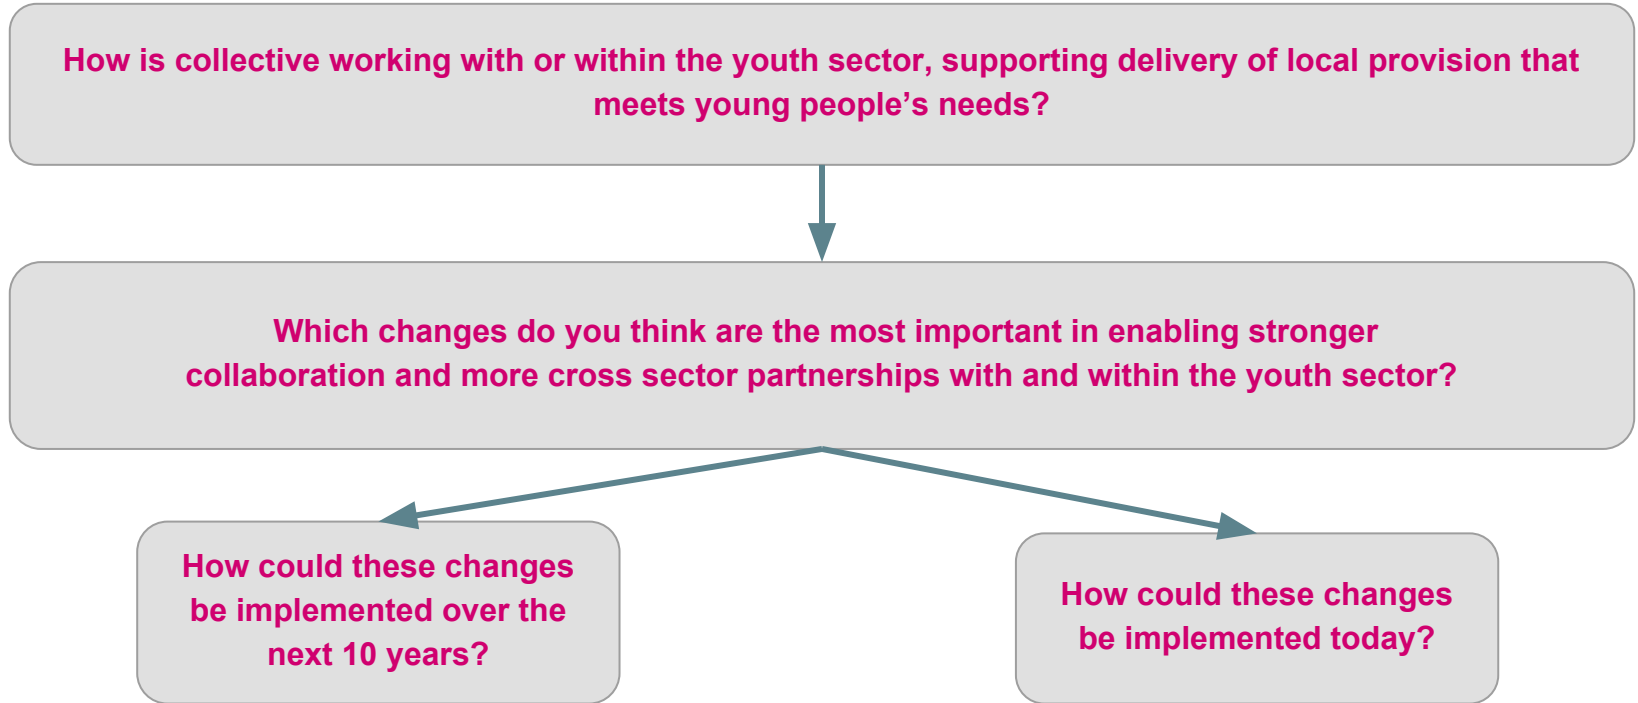 How is collective working with or within the youth sector, supporting delivery of local provision that
meets young people’s needs?
Which changes do you think are the most important in enabling stronger
collaboration and more cross sector partnerships with and within the youth sector?
How could these changes
be implemented over the
next 10 years?
How could these changes
be implemented today?